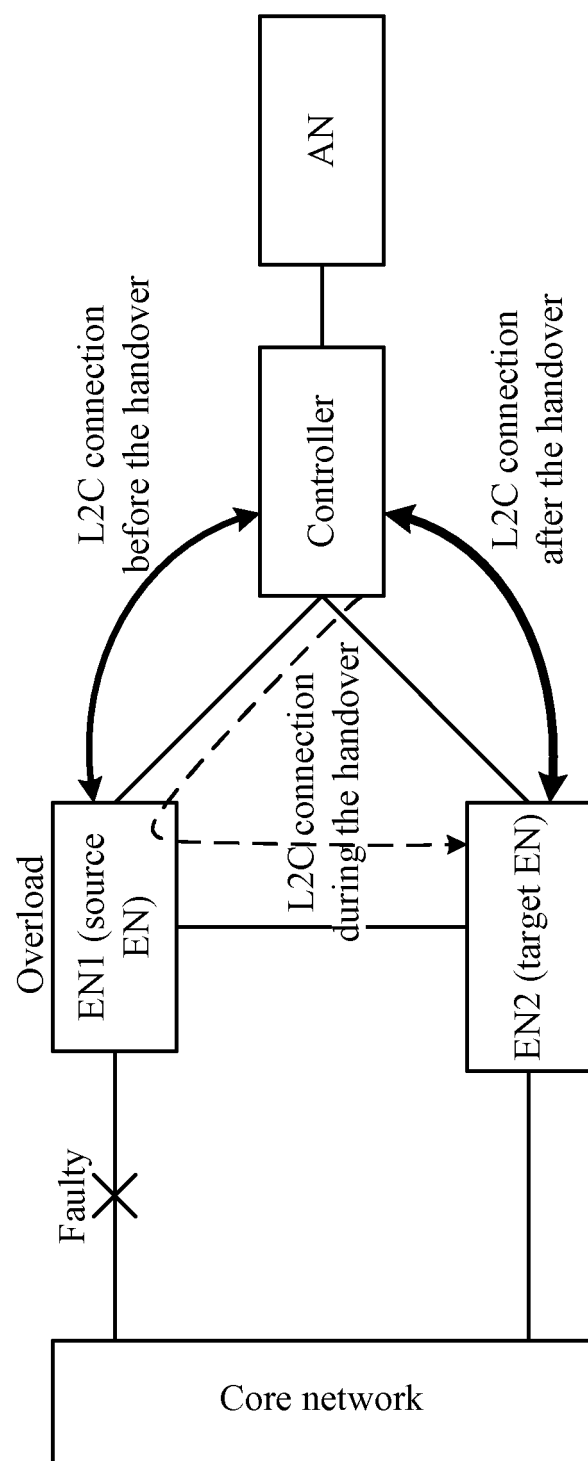 AN
L2C connection
before the handover
Controller
L2C connection
after the handover
L2C connection
during the handover
Overload
EN1 (source
EN)
EN2 (target EN)
Faulty
Core network